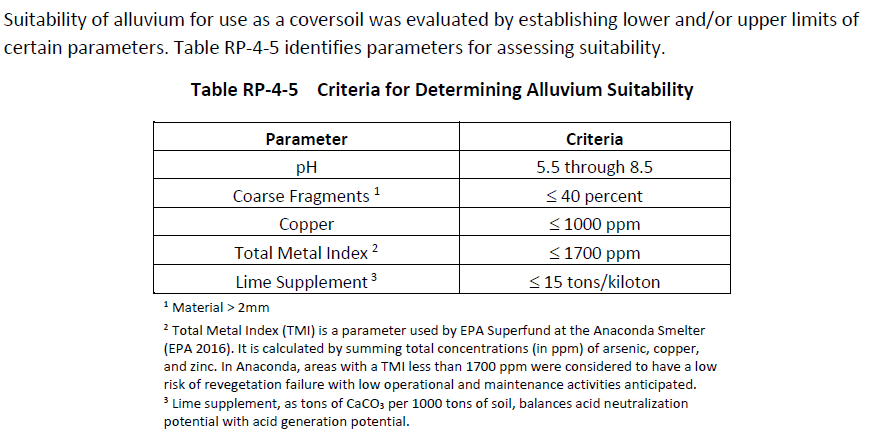 Suitability of alluvium for use as a coversoil was evaluated by establishing lower and/or upper limits of
certain parameters. Table RP-4-5 identifies parameters for assessing suitability.
Table RP-4-5 Criteria for Determining Alluvium Suitability
Parameter Criteria
pH 5.5 through 8.5
Coarse Fragments ¹ ≤ 40 percent
Copper ≤ 1000 ppm
Total Metal Index ² ≤ 1700 ppm
Lime Supplement ³ ≤ 15 tons/kiloton
¹ Material > 2mm
² Total Metal Index (TMI) is a parameter used by EPA Superfund at the Anaconda Smelter
(EPA 2016). It is calculated by summing total concentrations (in ppm) of arsenic, copper,
and zinc. In Anaconda, areas with a TMI less than 1700 ppm were considered to have a low
risk of revegetation failure with low operational and maintenance activities anticipated.
³ Lime supplement, as tons of CaCO₃ per 1000 tons of soil, balances acid neutralization
potential with acid generation potential.